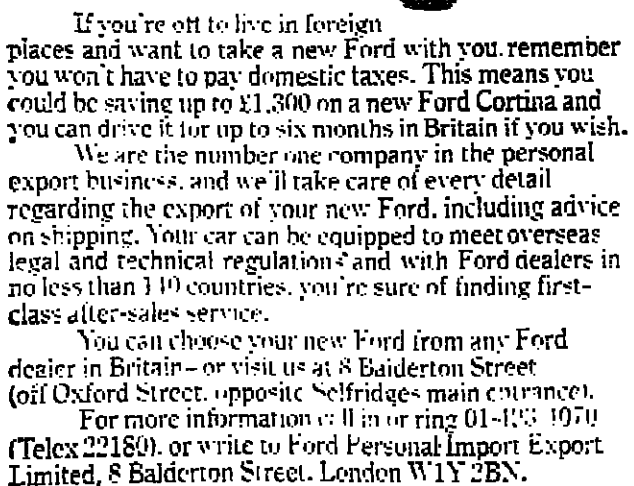 If you're off to live in foreign
places and want to take a new Ford with you. remember
you won't have to pay domestic taxes. This means you
could be saving up to £1,300 on a new Ford Cortina and
you can drive it for up to six months in Britain if you wish.
We are the number one company in the personal
export business. and we'll take care of every detail
regarding the export of your new Ford. including advice
on shipping. Your car can be equipped to meet overseas
legal and technical regulations and with Ford dealers in
no less than countries. you're sure of finding first-
class after-sales service.
You can choose your new Ford from any Ford
dealer in Britain – or visit us at 8 Balderton Street
(off Oxford Street. opposite Selfridges main entrance).
For more information call in or ring
(Telex 22180). or write to Ford Personal Import Export
Limited, 8 Balderton Street. London W1Y 2BN.